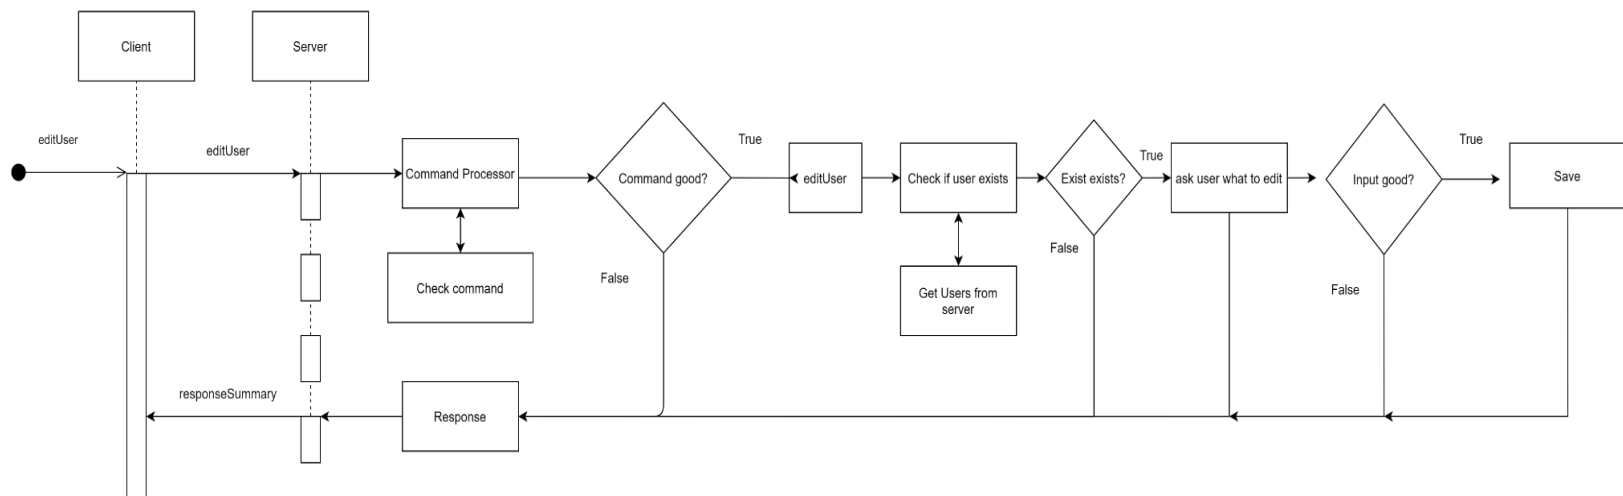 Client
Server
editUser
editUser
Command Processor
Command good?
True
editUser
Check if user exists
Exist exists?
True
ask user what to edit
Input good?
True
Save
Check command
False
Get Users from
server
False
False
responseSummary
Response